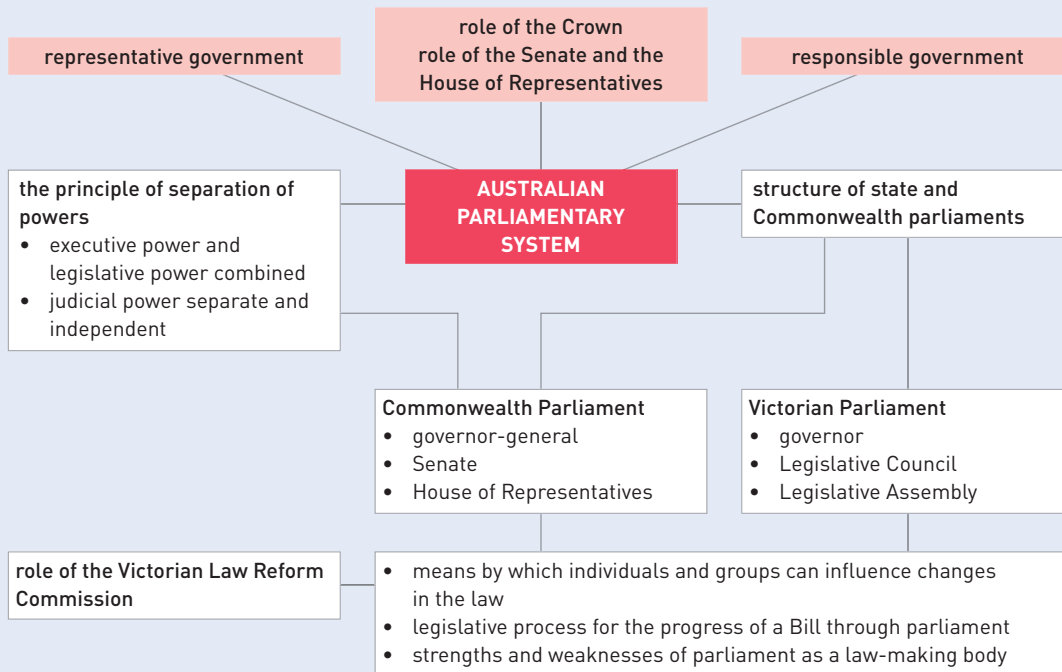 representative government
role of the Crown
role of the Senate and the
House of Representatives
responsible government
the principle of separation of
powers
• executive power and
legislative power combined
• judicial power separate and
independent
AUSTRALIAN
PARLIAMENTARY
SYSTEM
structure of state and
Commonwealth parliaments
Commonwealth Parliament
• governor-general
• Senate
• House of Representatives
Victorian Parliament
• governor
• Legislative Council
• Legislative Assembly
role of the Victorian Law Reform
Commission
• means by which individuals and groups can influence changes
in the law
• legislative process for the progress of a Bill through parliament
• strengths and weaknesses of parliament as a law-making body